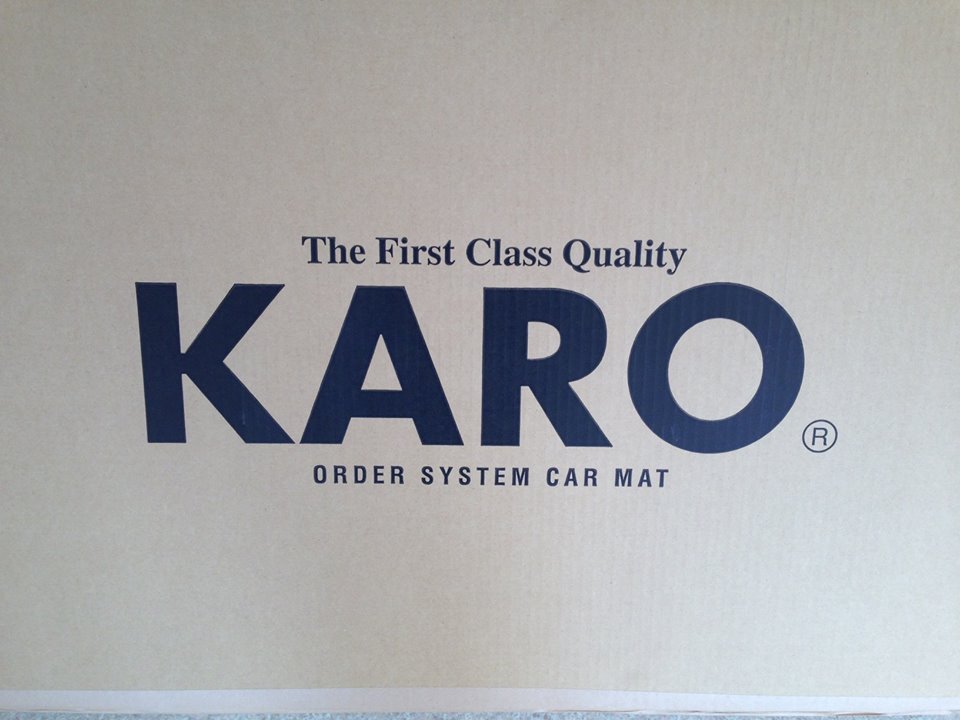 The First Class Quality
KARO®
ORDER SYSTEM CAR MAT